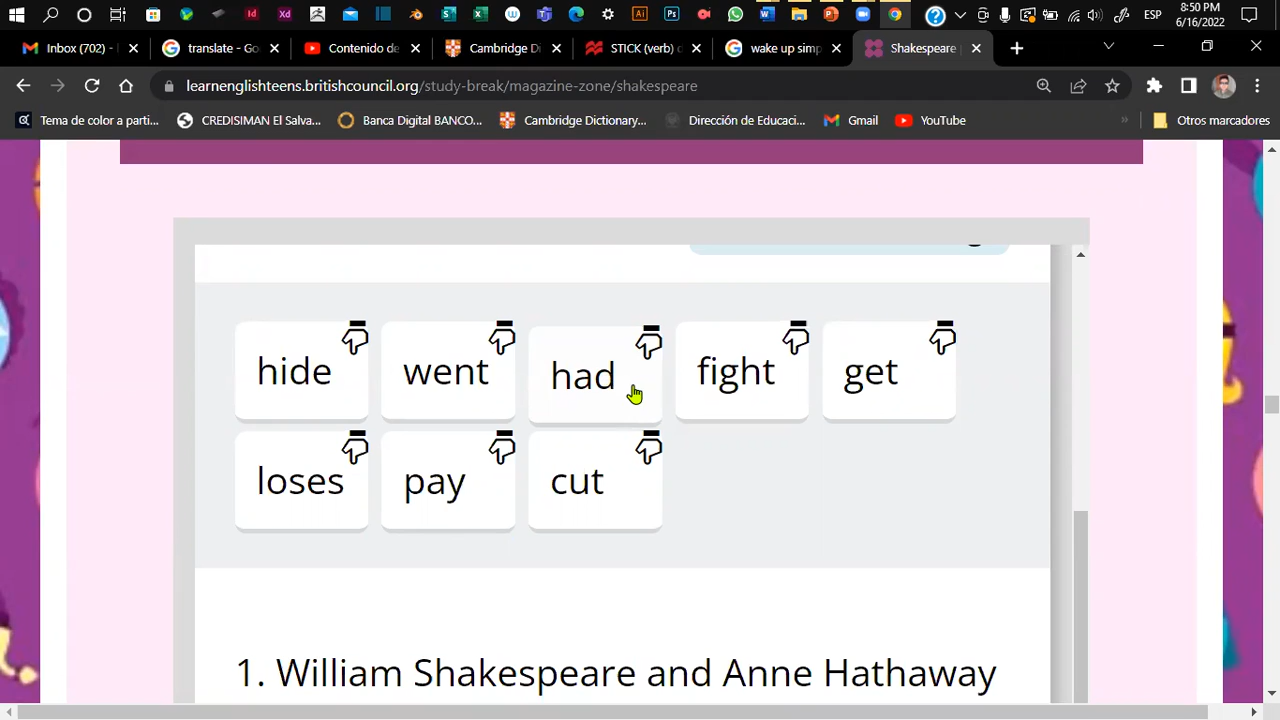 8:50 PM
ESP
6/16/2022
Inbox (702) -
translate - Go
Contenido de
Cambridge Di
STICK (verb) c
wake up simp
Shakespeare
learnenglishteens.britishcouncil.org/study-break/magazine-zone/shakespeare
Tema de color a parti...
CREDISIMAN El Salva...
Banca Digital BANCO...
Cambridge Dictionary...
Dirección de Educaci...
Gmail
YouTube
Otros marcadores
hide went had fight get
loses pay cut
1. William Shakespeare and Anne Hathaway